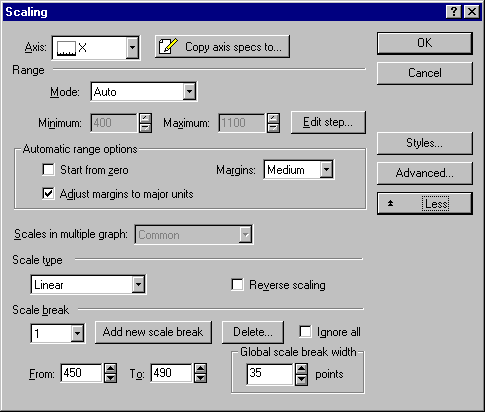 Scaling
Axis: X Copy axis specs to... OK
Range Cancel
Mode: Auto
Minimum: 400 Maximum: 1100 Edit step...
Automatic range options Styles...
Start from zero Margins: Medium Advanced...
Adjust margins to major units Less
Scales in multiple graph: Common
Scale type
Linear Reverse scaling
Scale break
1 Add new scale break Delete... Ignore all
Global scale break width
From: 450 To: 490 35 points